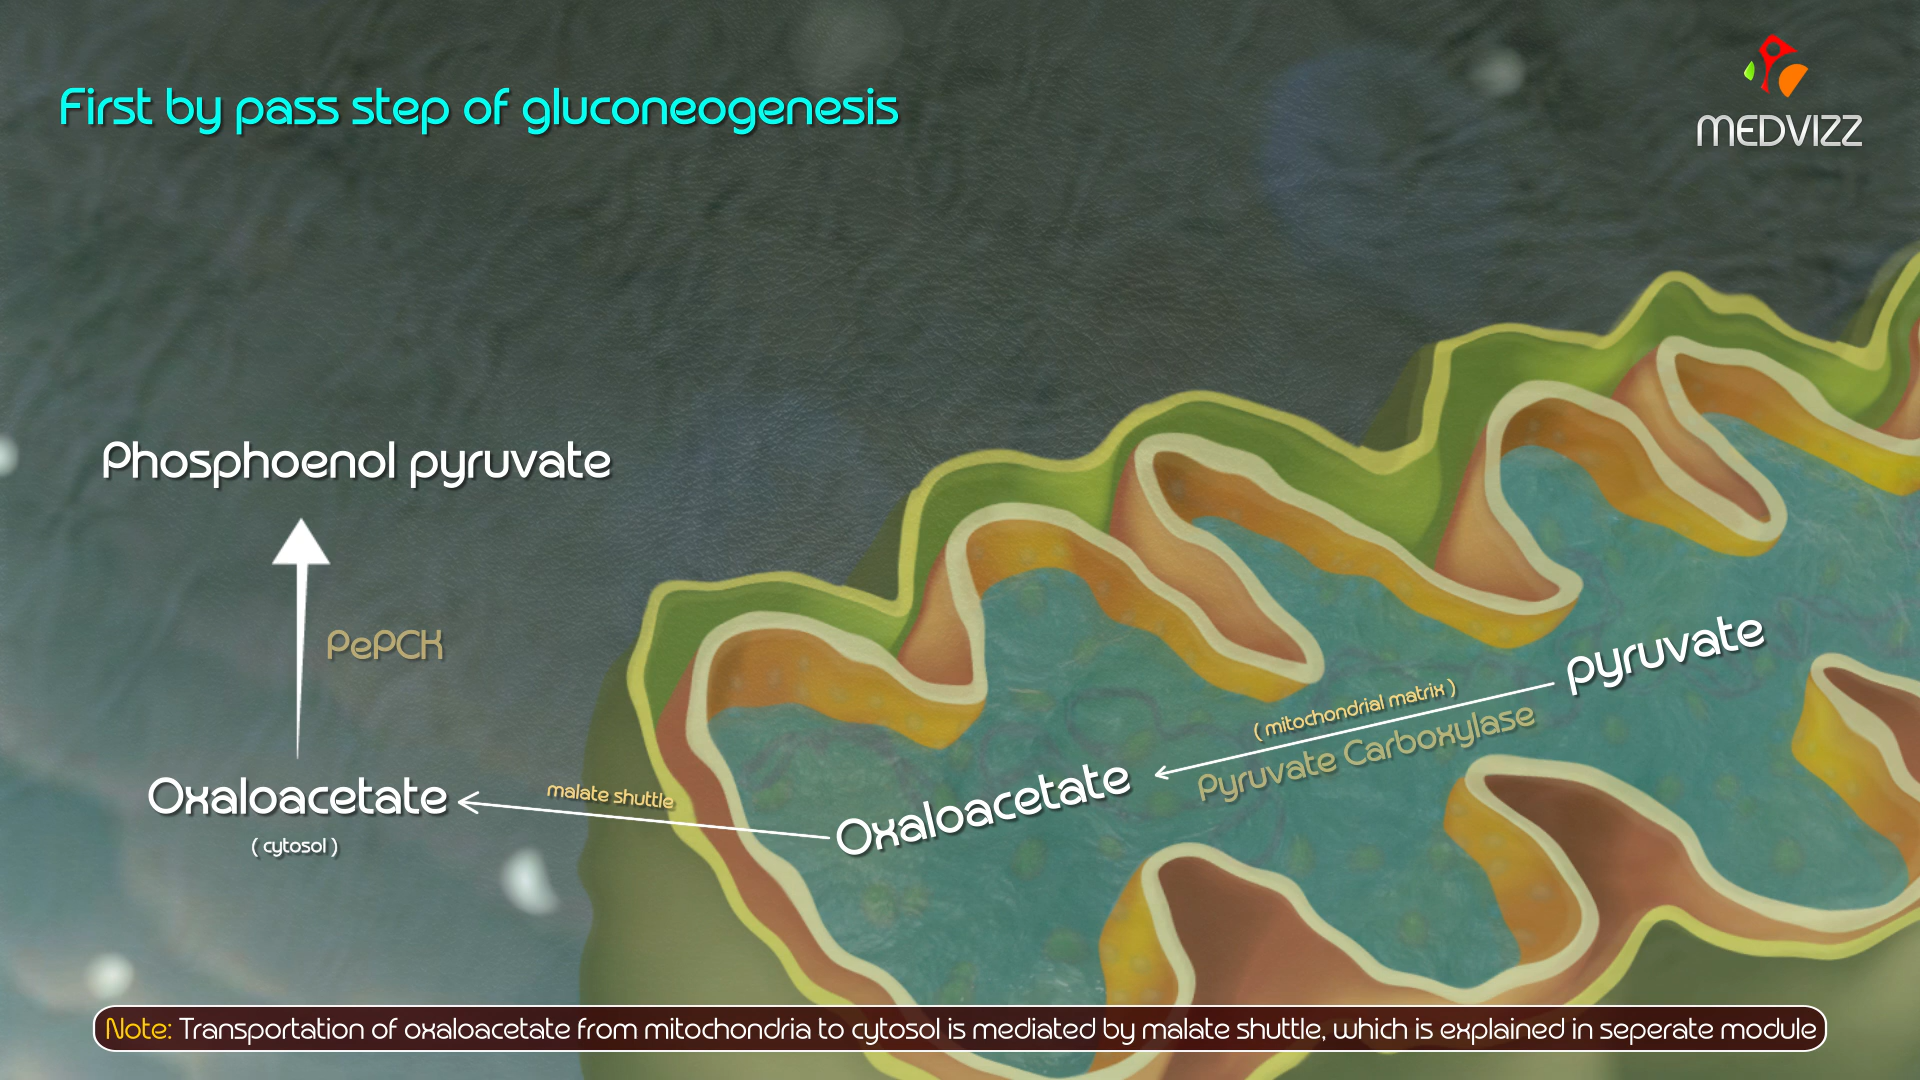 First by pass step of gluconeogenesis
MEDVIZZ
Phosphoenol pyruvate
PePCK
Oxaloacetate
( cytosol )
malate shuttle
Oxaloacetate
( mitochondrial matrix )
Pyruvate Carboxylase
pyruvate
Note: Transportation of oxaloacetate from mitochondria to cytosol is mediated by malate shuttle, which is explained in seperate module